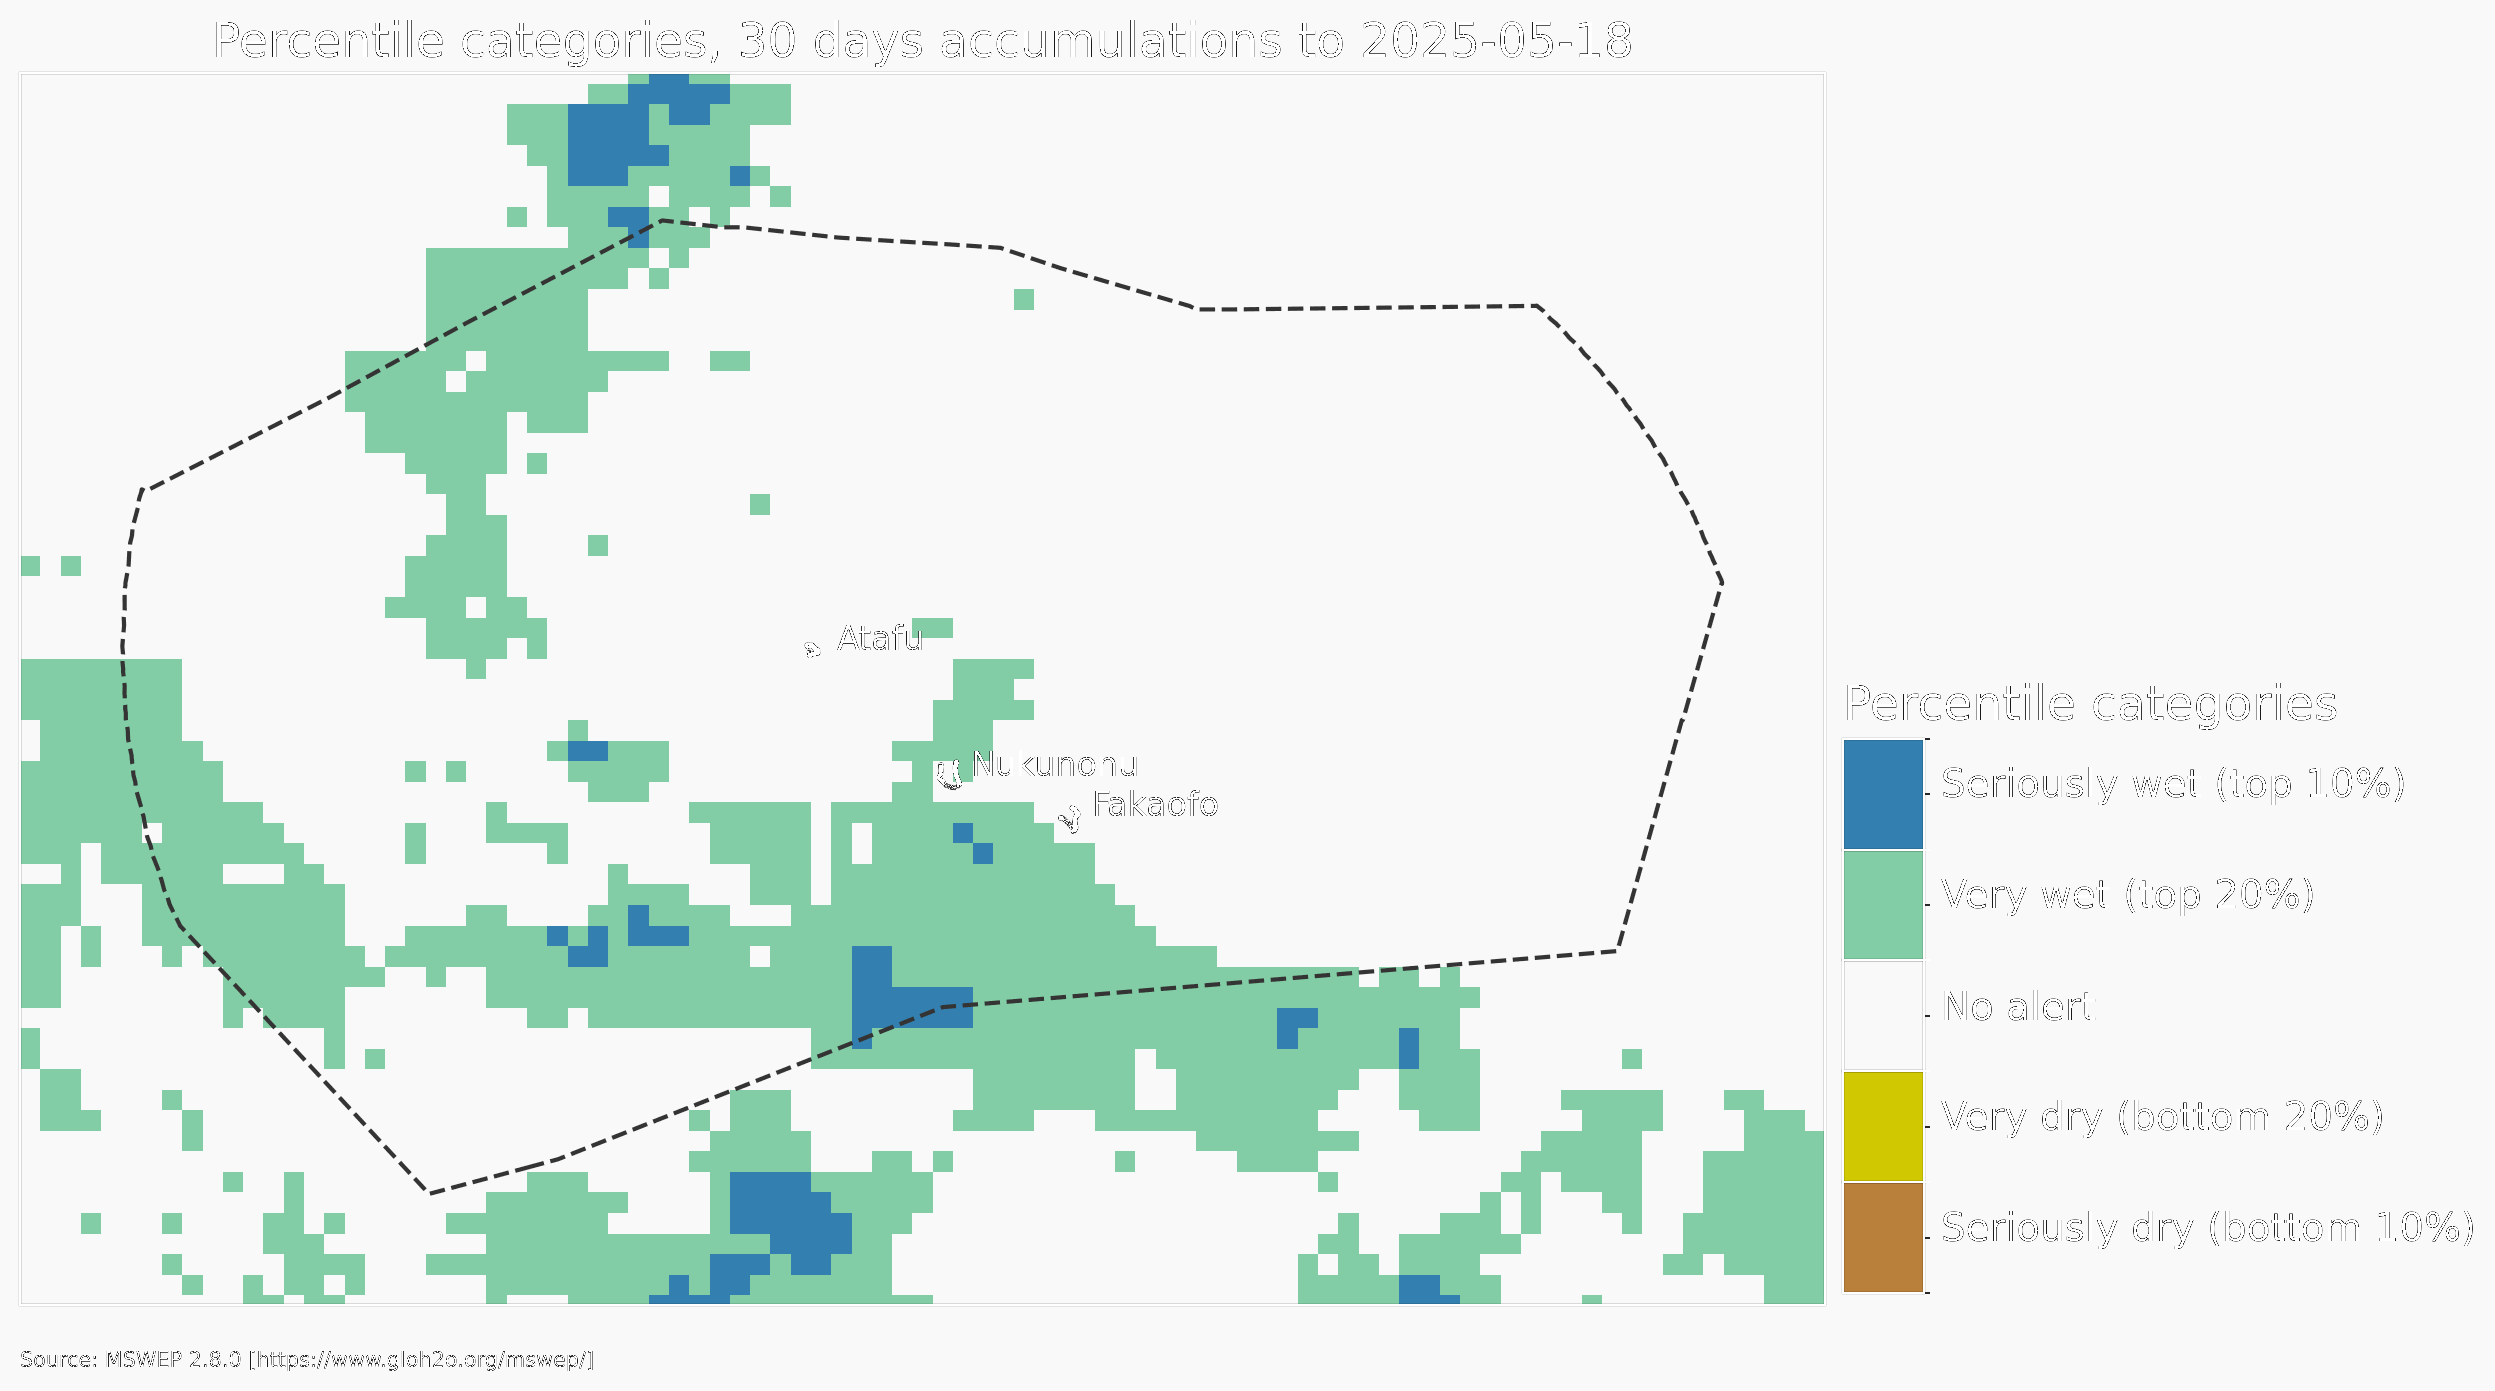 Percentile categories, 30 days accumulations to 2025-05-18
Atafu
Nukunonu
Fakaofo
Percentile categories
Seriously wet (top 10%)
Very wet (top 20%)
No alert
Very dry (bottom 20%)
Seriously dry (bottom 10%)
Source: MSWEP 2.8.0 [https://www.gloh2o.org/mswep/]